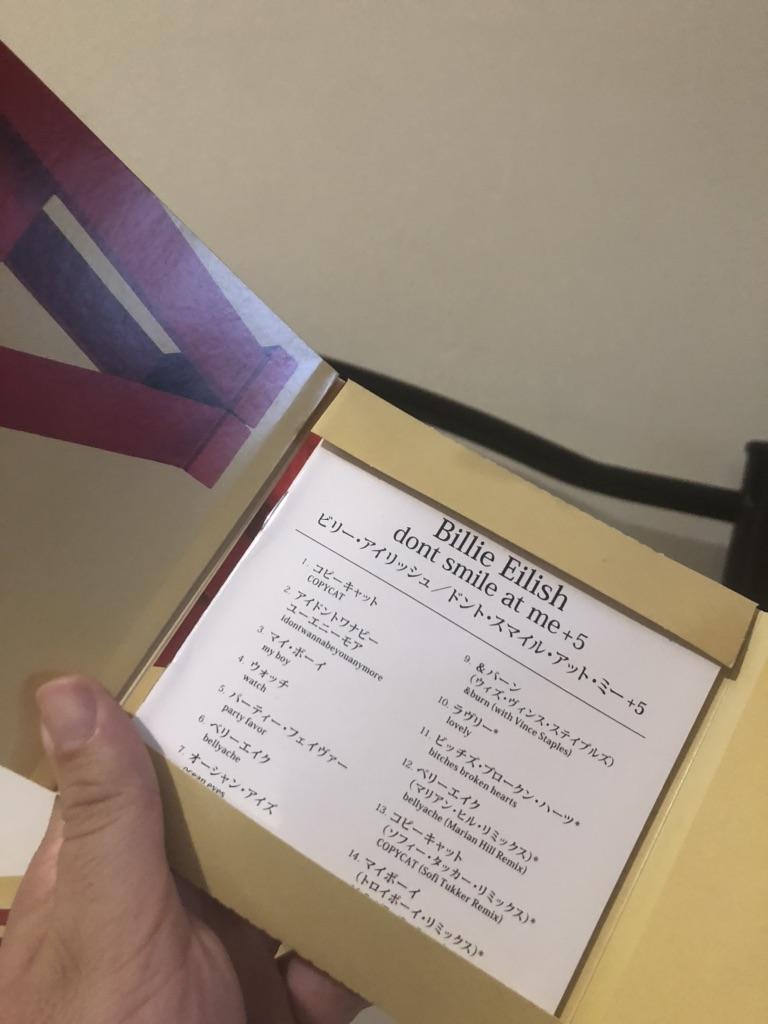 Billie Eilish
dont smile at me +5
ビリー・アイリッシュ／ドント・スマイル・アット・ミー +5
1. コピーキャット
COPYCAT
2. アイドントワナビー
ユーエニーモア
idontwannabeyouanymore
3. マイ・ボーイ
my boy
4. ウォッチ
watch
5. パーティー・フェイヴァー
party favor
6. ベリーエイク
bellyache
7. オーシャン・アイズ
ocean eyes
9. &バーン
(ウィズ・ヴィンス・ステイプルズ)
&burn (with Vince Staples)
10. ラヴリー*
lovely
11. ビッチズ・ブロークン・ハーツ*
bitches broken hearts
12. ベリーエイク
(マリアン・ヒル・リミックス)*
bellyache (Marian Hill Remix)
13. コピーキャット
(ソフィー・タッカー・リミックス)*
COPYCAT (Sofi Tukker Remix)
14. マイボーイ
(トロイボーイ・リミックス)*